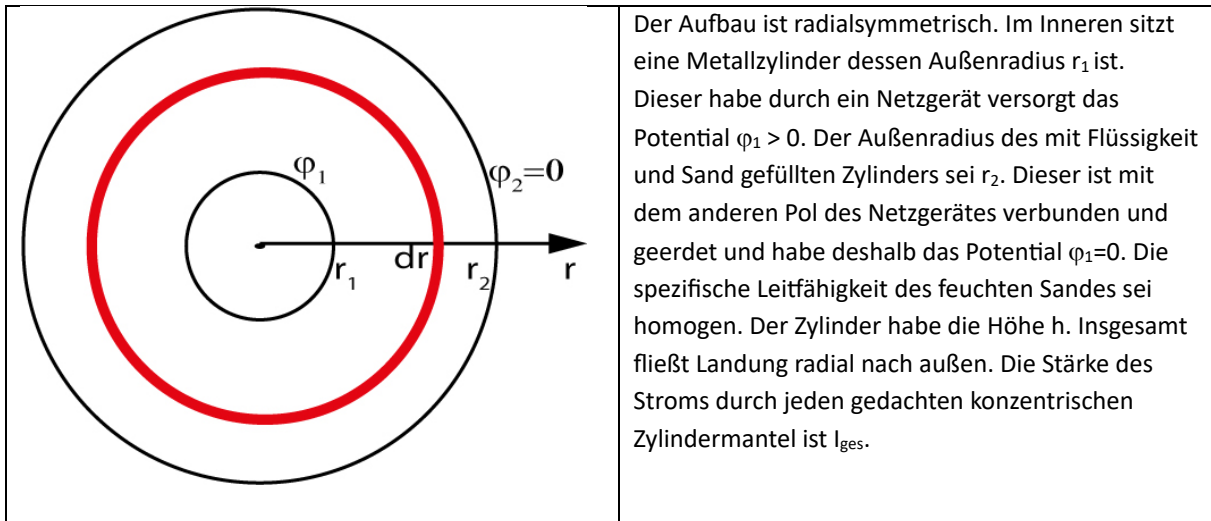 φ₁
φ₂=0
dr
r₁
r₂
r
Der Aufbau ist radialsymmetrisch. Im Inneren sitzt
eine Metallzylinder dessen Außenradius r₁ ist.
Dieser habe durch ein Netzgerät versorgt das
Potential φ₁ > 0. Der Außenradius des mit Flüssigkeit
und Sand gefüllten Zylinders sei r₂. Dieser ist mit
dem anderen Pol des Netzgerätes verbunden und
geerdet und habe deshalb das Potential φ₁=0. Die
spezifische Leitfähigkeit des feuchten Sandes sei
homogen. Der Zylinder habe die Höhe h. Insgesamt
fließt Landung radial nach außen. Die Stärke des
Stroms durch jeden gedachten konzentrischen
Zylindermantel ist Iges.